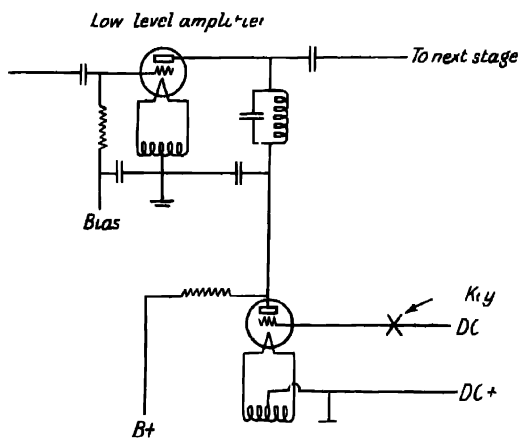 Low level amplifier
To next stage
Bias
Key
DC
DC+
B+